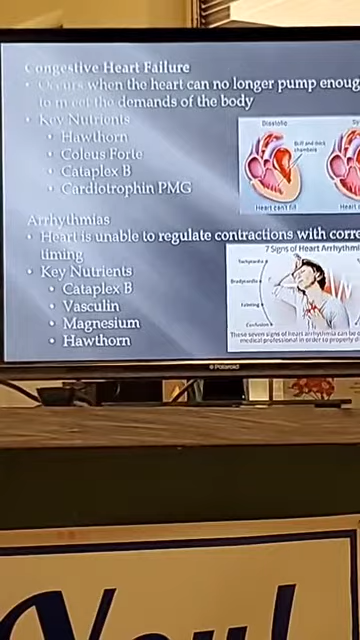 Congestive Heart Failure
• Occurs when the heart can no longer pump enoug
to meet the demands of the body
• Key Nutrients
• Hawthorn
• Coleus Forte
• Cataplex B
• Cardiotrophin PMG
Diastolic
Sy
Stiff and thick
chambers
Heart can't fill
Heart c
Arrhythmias
• Heart is unable to regulate contractions with corre
timing
• Key Nutrients
• Cataplex B
• Vasculin
• Magnesium
• Hawthorn
7 Signs of Heart Arrhythmi
Tachycardia
Bradycardia
Fainting
Confusion
These seven signs of heart arrhythmia can be
medical professional in order to properly d
Polaroid
You!